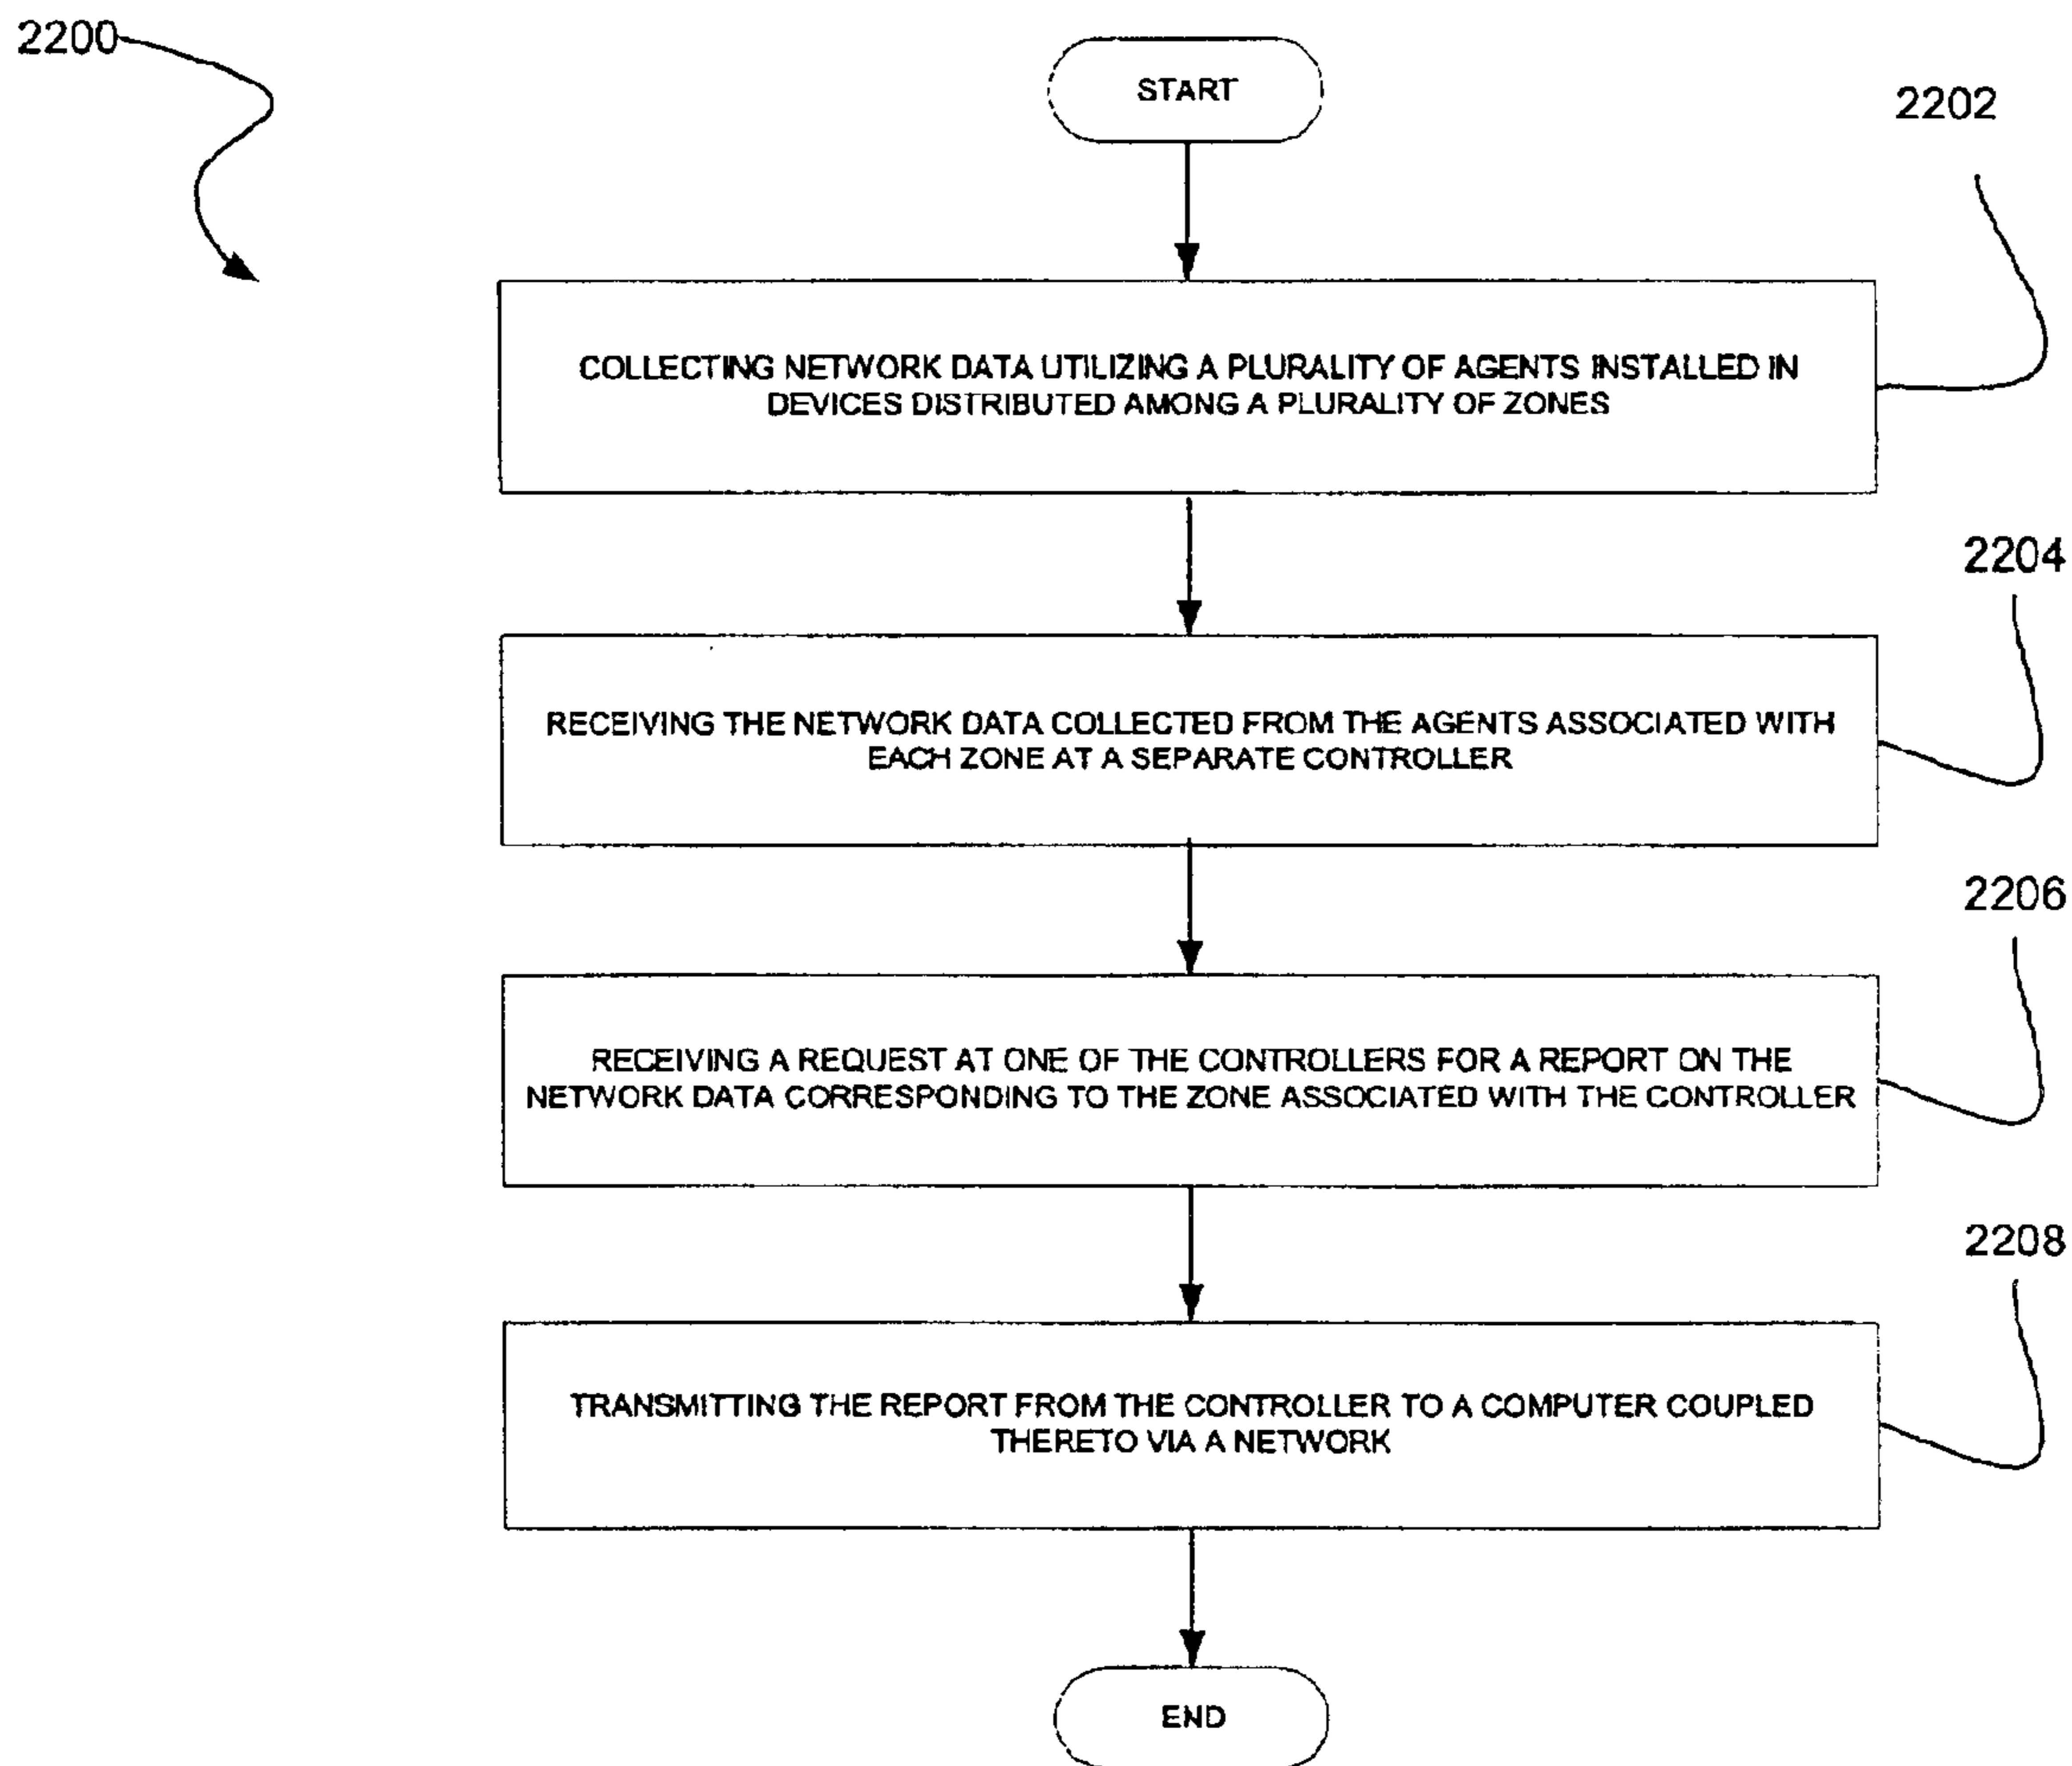 2200
START
2202
COLLECTING NETWORK DATA UTILIZING A PLURALITY OF AGENTS INSTALLED IN
DEVICES DISTRIBUTED AMONG A PLURALITY OF ZONES
2204
RECEIVING THE NETWORK DATA COLLECTED FROM THE AGENTS ASSOCIATED WITH
EACH ZONE AT A SEPARATE CONTROLLER
2206
RECEIVING A REQUEST AT ONE OF THE CONTROLLERS FOR A REPORT ON THE
NETWORK DATA CORRESPONDING TO THE ZONE ASSOCIATED WITH THE CONTROLLER
2208
TRANSMITTING THE REPORT FROM THE CONTROLLER TO A COMPUTER COUPLED
THERETO VIA A NETWORK
END